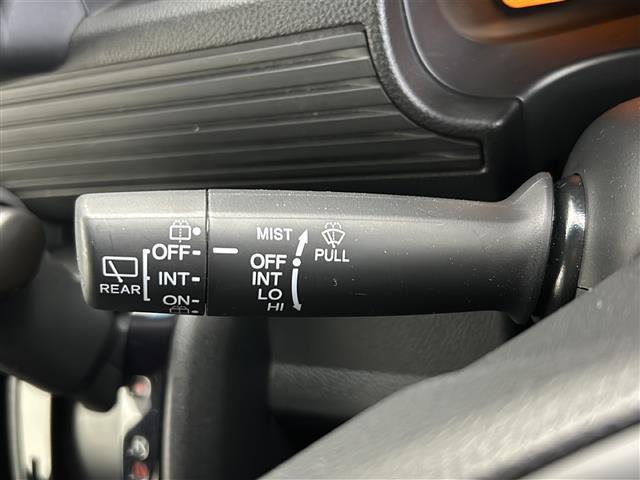 OFF
INT
REAR
ON
MIST
OFF
INT
LO
HI
PULL